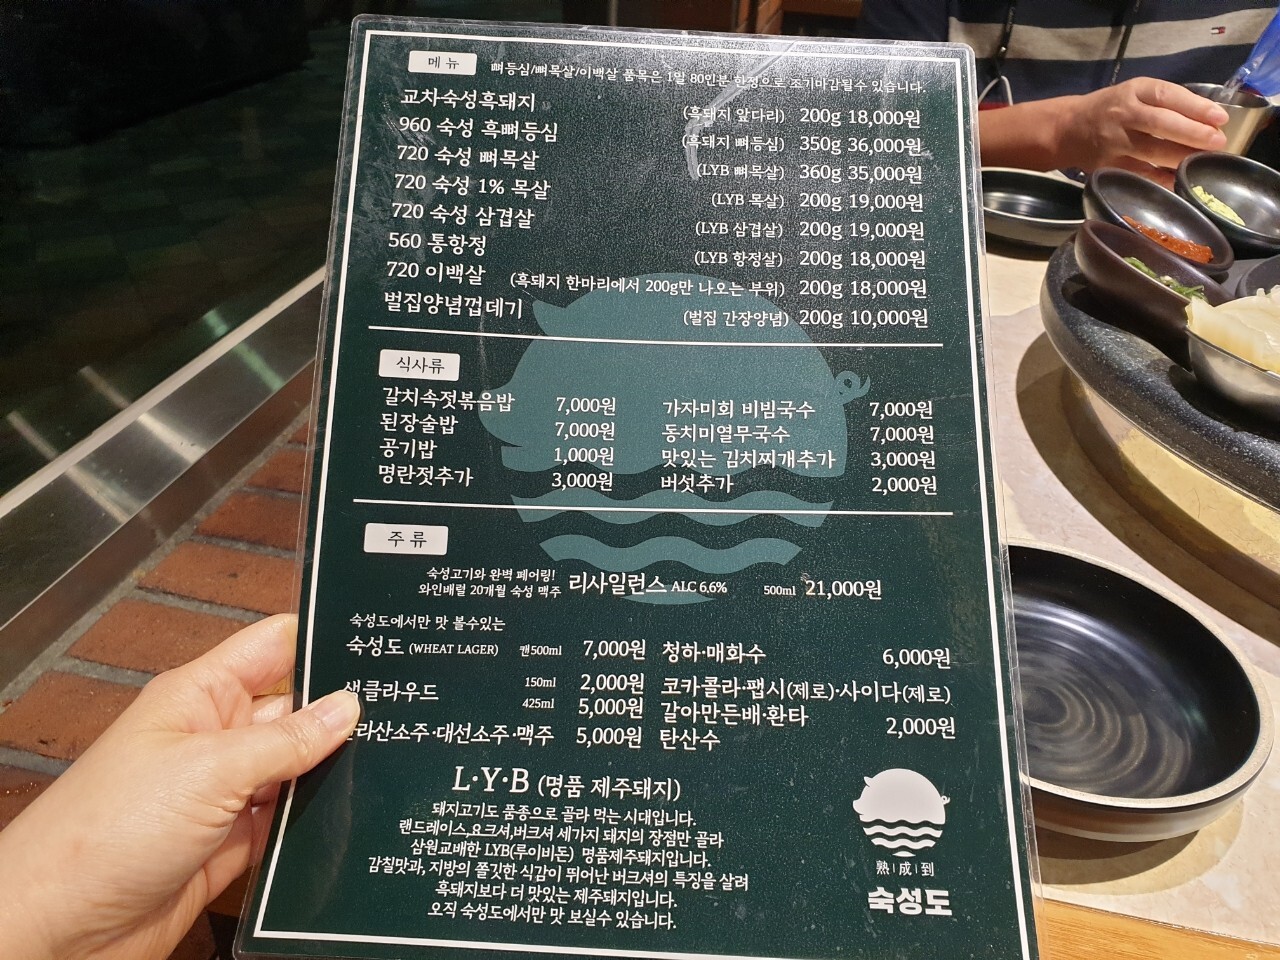 메 뉴
뼈등심/뼈목살/이백살 품목은 1일 80인분 한정으로 조기마감될수 있습니다.
교차숙성흑돼지 (흑돼지 앞다리) 200g 18,000원
960 숙성 흑뼈등심 (흑돼지 뼈등심) 350g 36,000원
720 숙성 뼈목살 (LYB 뼈목살) 360g 35,000원
720 숙성 1% 목살 (LYB 목살) 200g 19,000원
720 숙성 삼겹살 (LYB 삼겹살) 200g 19,000원
560 통항정 (LYB 항정살) 200g 18,000원
720 이백살 (흑돼지 한마리에서 200g만 나오는 부위) 200g 18,000원
벌집양념껍데기 (벌집 간장양념) 200g 10,000원
식사류
갈치속젓볶음밥 7,000원 가자미회 비빔국수 7,000원
된장술밥 7,000원 동치미열무국수 7,000원
공기밥 1,000원 맛있는 김치찌개추가 3,000원
명란젓추가 3,000원 버섯추가 2,000원
주 류
숙성고기와 완벽 페어링!
와인배럴 20개월 숙성 맥주 리사일런스 ALC 6.6% 500ml 21,000원
숙성도에서만 맛 볼수있는
숙성도 (WHEAT LAGER) 캔500ml 7,000원 청하·매화수 6,000원
생클라우드 150ml 2,000원 코카콜라·팹시(제로)·사이다(제로)
425ml 5,000원 갈아만든배·환타 2,000원
라산소주·대선소주·맥주 5,000원 탄산수
L·Y·B (명품 제주돼지)
돼지고기도 품종으로 골라 먹는 시대입니다.
랜드레이스,요크셔,버크셔 세가지 돼지의 장점만 골라
삼원교배한 LYB(루이비돈) 명품제주돼지입니다.
감칠맛과, 지방의 쫄깃한 식감이 뛰어난 버크셔의 특징을 살려
흑돼지보다 더 맛있는 제주돼지입니다.
오직 숙성도에서만 맛 보실수 있습니다.
熟|成|到
숙성도